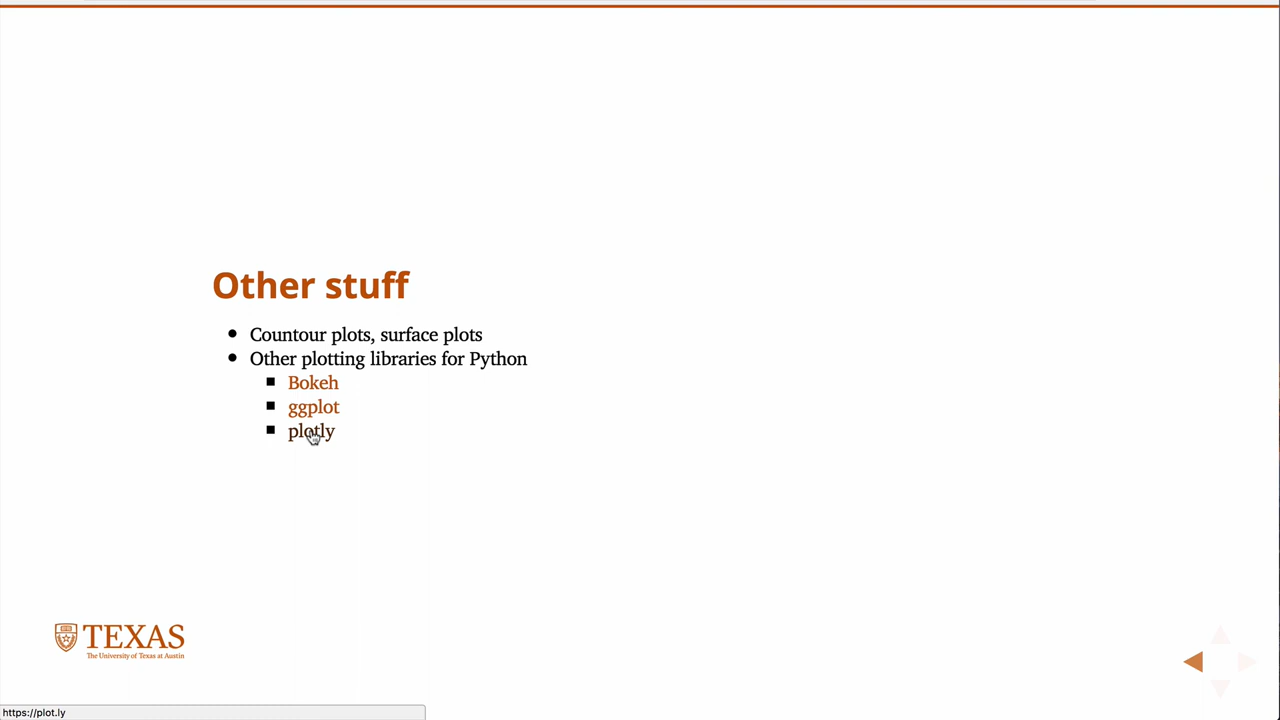 Other stuff
Countour plots, surface plots
Other plotting libraries for Python
Bokeh
ggplot
plotly
TEXAS
The University of Texas at Austin
https://plot.ly